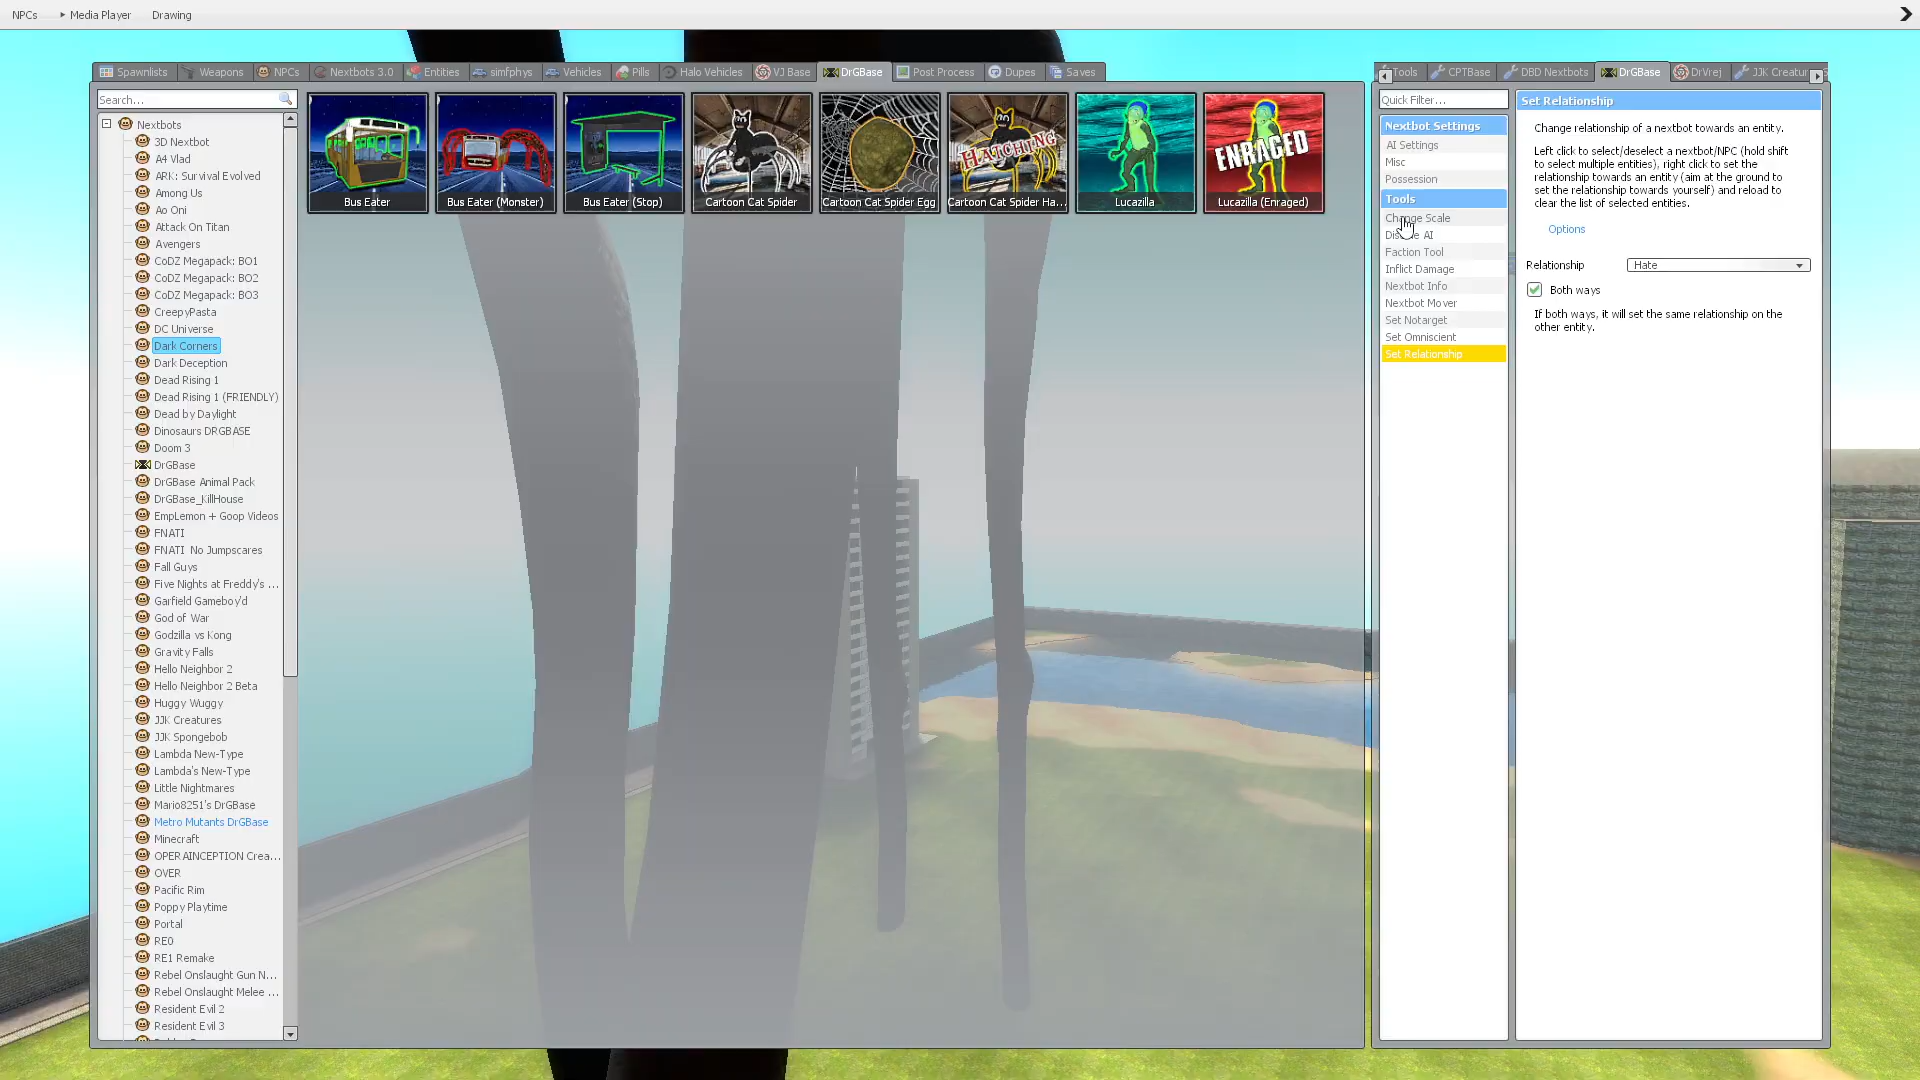 NPCs
Media Player
Drawing
Spawnlists
Weapons
NPCs
Nextbots 3.0
Entities
simfphys
Vehicles
Pills
Halo Vehicles
VJ Base
DrGBase
Post Process
Dupes
Saves
Search...
Nextbots
3D Nextbot
A4 Vlad
ARK: Survival Evolved
Among Us
Ao Oni
Attack On Titan
Avengers
CoDZ Megapack: BO1
CoDZ Megapack: BO2
CoDZ Megapack: BO3
CreepyPasta
DC Universe
Dark Corners
Dark Deception
Dead Rising 1
Dead Rising 1 (FRIENDLY)
Dead by Daylight
Dinosaurs DRGBASE
Doom 3
DrGBase
DrGBase Animal Pack
DrGBase_KillHouse
EmpLemon + Goop Videos
FNATI
FNATI No Jumpscares
Fall Guys
Five Nights at Freddy's ...
Garfield Gameboy'd
God of War
Godzilla vs Kong
Gravity Falls
Hello Neighbor 2
Hello Neighbor 2 Beta
Huggy Wuggy
JJK Creatures
JJK Spongebob
Lambda New-Type
Lambda's New-Type
Little Nightmares
Mario8251's DrGBase
Metro Mutants DrGBase
Minecraft
OPERAINCEPTION Crea...
OVER
Pacific Rim
Poppy Playtime
Portal
RE0
RE1 Remake
Rebel Onslaught Gun N...
Rebel Onslaught Melee ...
Resident Evil 2
Resident Evil 3
Bus Eater
Bus Eater (Monster)
Bus Eater (Stop)
Cartoon Cat Spider
Cartoon Cat Spider Egg
HATCHING
Cartoon Cat Spider Ha...
Lucazilla
ENRAGED
Lucazilla (Enraged)
Tools
CPTBase
DBD Nextbots
DrGBase
DrVrej
JJK Creatur
Quick Filter...
Nextbot Settings
AI Settings
Misc
Possession
Tools
Change Scale
Disable AI
Faction Tool
Inflict Damage
Nextbot Info
Nextbot Mover
Set Notarget
Set Omniscient
Set Relationship
Set Relationship
Change relationship of a nextbot towards an entity.
Left click to select/deselect a nextbot/NPC (hold shift
to select multiple entities), right click to set the
relationship towards an entity (aim at the ground to
set the relationship towards yourself) and reload to
clear the list of selected entities.
Options
Relationship
Hate
Both ways
If both ways, it will set the same relationship on the
other entity.